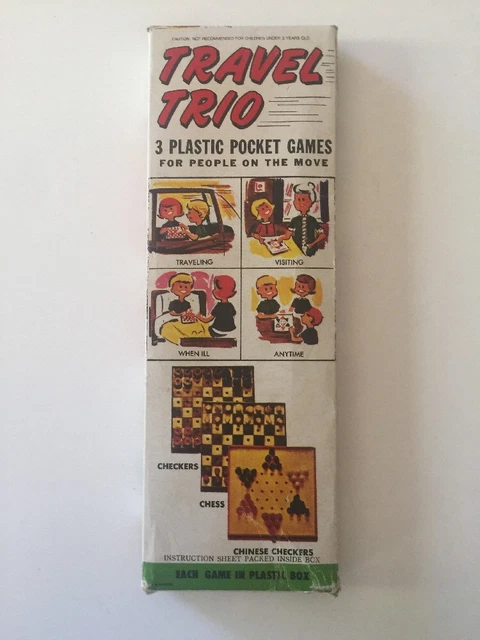 CAUTION: NOT RECOMMENDED FOR CHILDREN UNDER 3 YEARS OLD.
TRAVEL
TRIO
3 PLASTIC POCKET GAMES
FOR PEOPLE ON THE MOVE
TRAVELING
VISITING
WHEN ILL
ANYTIME
CHECKERS
CHESS
CHINESE CHECKERS
INSTRUCTION SHEET PACKED INSIDE BOX
EACH GAME IN PLASTIC BOX